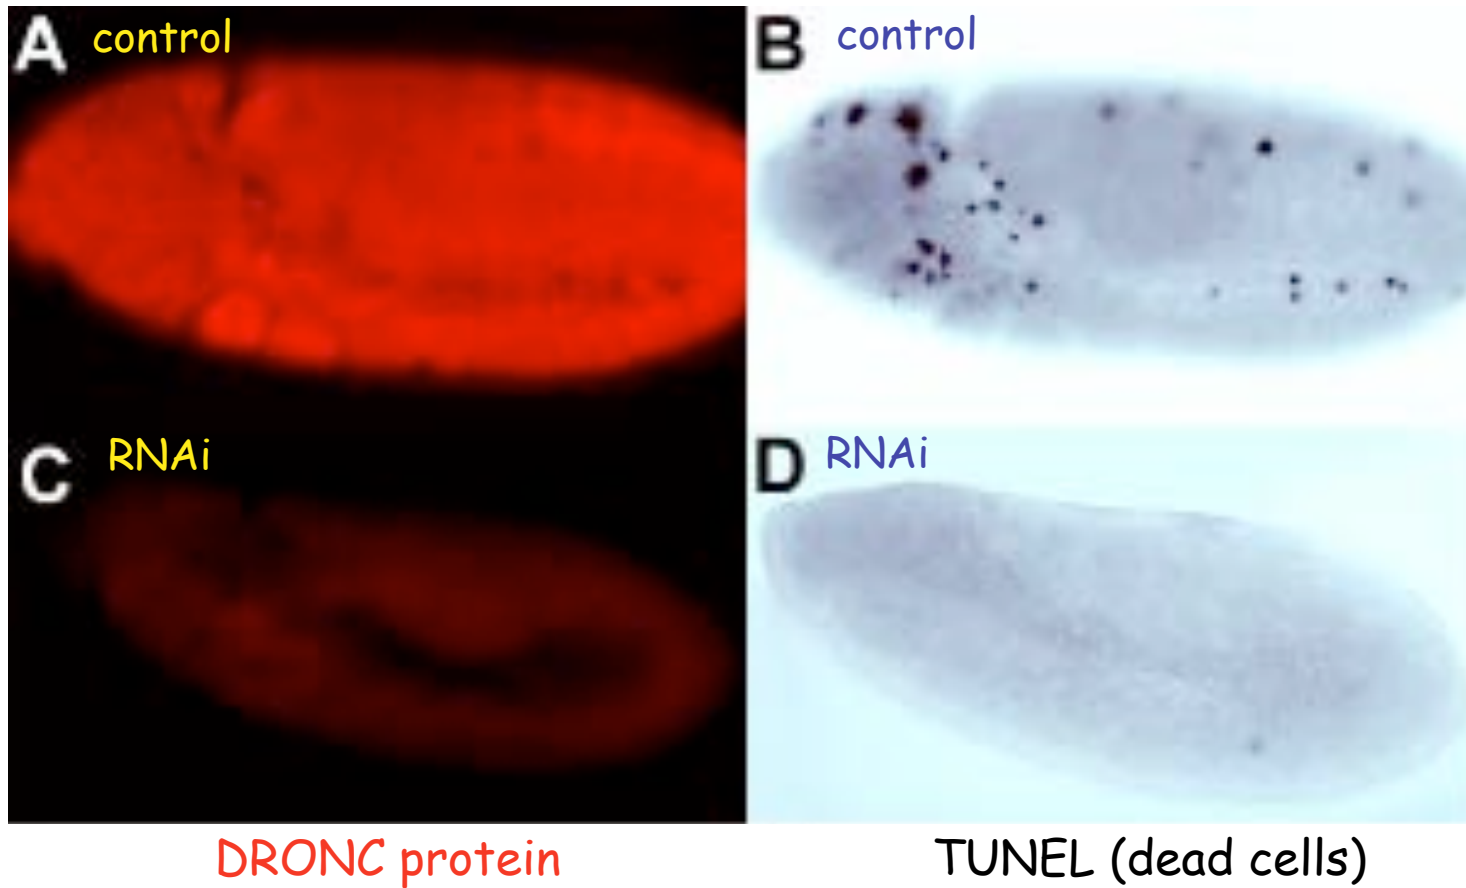 A control
B control
C RNAi
D RNAi
DRONC protein
TUNEL (dead cells)